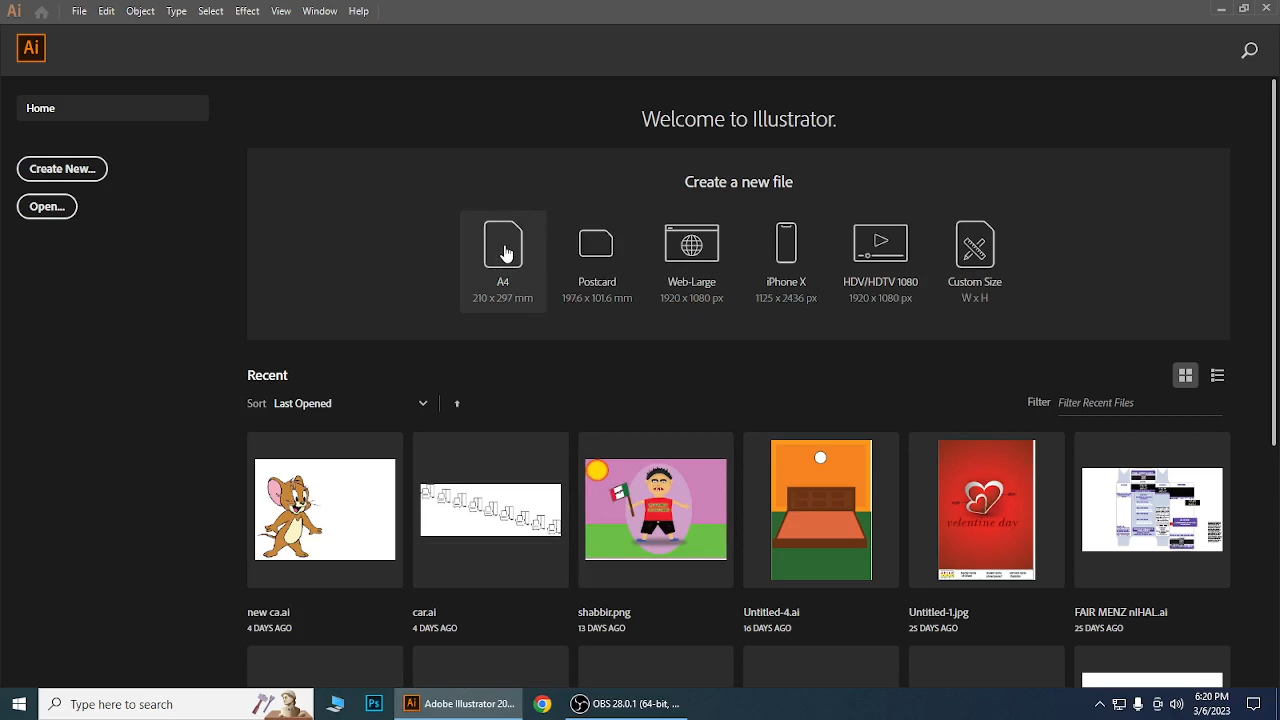 Ai File Edit Object Type Select Effect View Window Help
Ai
Home
Welcome to Illustrator.
Create New...
Create a new file
Open...
A4 Postcard Web-Large iPhone X HDV/HDTV 1080 Custom Size
210 x 297 mm 197.6 x 101.6 mm 1920 x 1080 px 1125 x 2436 px 1920 x 1080 px W x H
Recent
Sort Last Opened Filter Filter Recent Files
velentine day
new ca.ai car.ai shabbir.png Untitled-4.ai Untitled-1.jpg FAIR MENZ nIHAL.ai
4 DAYS AGO 4 DAYS AGO 13 DAYS AGO 16 DAYS AGO 25 DAYS AGO 25 DAYS AGO
Type here to search Ps Ai Adobe Illustrator 20... OBS 28.0.1 (64-bit, ... 6:20 PM
3/6/2023